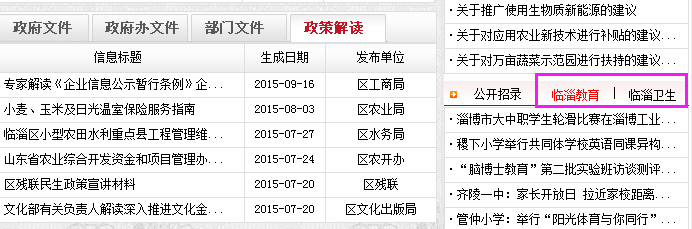 政府文件 政府办文件 部门文件 政策解读
信息标题 生成日期 发布单位
专家解读《企业信息公示暂行条例》企... 2015-09-16 区工商局
小麦、玉米及日光温室保险服务指南 2015-08-03 区农业局
临淄区小型农田水利重点县工程管理维... 2015-07-27 区水务局
山东省农业综合开发资金和项目管理办... 2015-07-24 区农开办
区残联民生政策宣讲材料 2015-07-20 区残联
文化部有关负责人解读深入推进文化金... 2015-07-20 区文化出版局
·关于推广使用生物质新能源的建议
·关于对应用农业新技术进行补贴的建议...
·关于对万亩蔬菜示范园进行扶持的建议...
公开招录 临淄教育 | 临淄卫生
·淄博市大中职学生轮滑比赛在淄博工业...
·稷下小学举行共同体学校英语同课异构...
·“脑博士教育”第二批实验班访谈测评...
·齐陵一中：家长开放日 拉近家校距离...
·管仲小学：举行“阳光体育与你同行”...